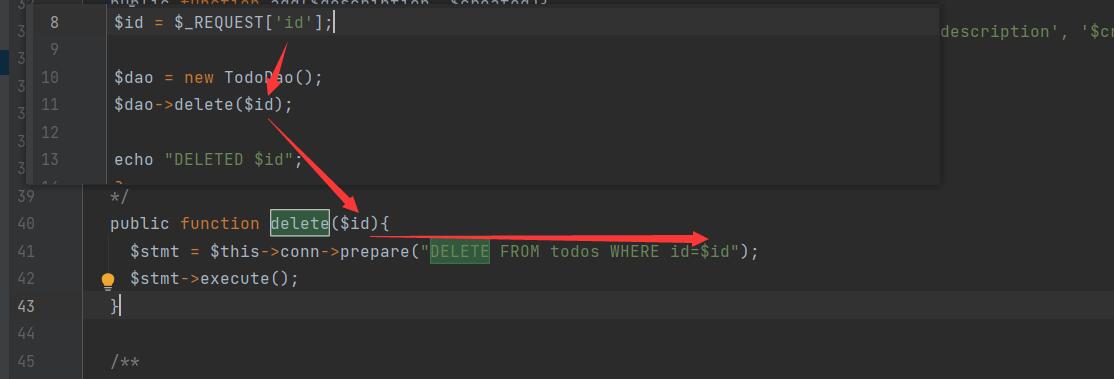 8 $id = $_REQUEST['id'];
description', '$cr
9
10 $dao = new TodoDao();
11 $dao->delete($id);
12
13 echo "DELETED $id";
39 */
40 public function delete($id){
41 $stmt = $this->conn->prepare("DELETE FROM todos WHERE id=$id");
42 $stmt->execute();
43 }
44
45 /**